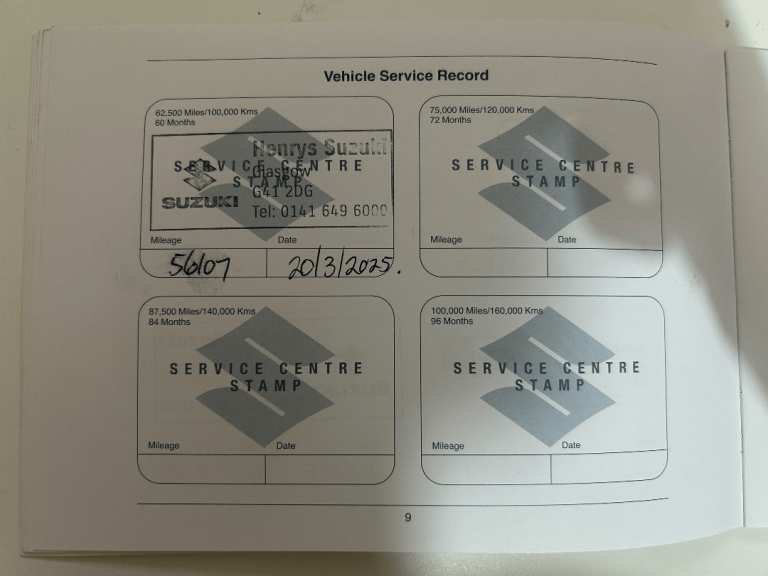 Vehicle Service Record
62,500 Miles/100,000 Kms
60 Months
SERVICE CENTRE
STAMP
Henrys Suzuki
Glasgow
G41 2DG
SUZUKI
Tel: 0141 649 6000
Mileage Date
56107 20/3/2025.
75,000 Miles/120,000 Kms
72 Months
SERVICE CENTRE
STAMP
Mileage Date
87,500 Miles/140,000 Kms
84 Months
SERVICE CENTRE
STAMP
Mileage Date
100,000 Miles/160,000 Kms
96 Months
SERVICE CENTRE
STAMP
Mileage Date
9